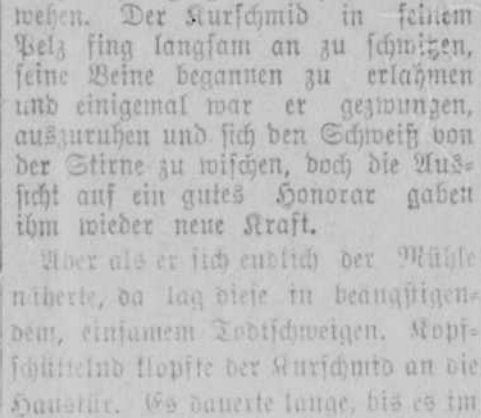 wehen. Der Kurschmid in seinem
Pelz fing langsam an zu schwitzen,
seine Beine begannen zu erlahmen
und einigemal war er gezwungen,
auszuruhen und sich den Schweiß von
der Stirne zu wischen, doch die Aus-
sicht auf ein gutes Honorar gaben
ihm wieder neue Kraft.
Aber als er sich endlich der Mühle
näherte, da lag diese in beängstigen-
dem, einsamem Todtschweigen. Kopf-
schüttelnd klopfte der Kurschmid an die
Haustür. Es dauerte lange, bis es im